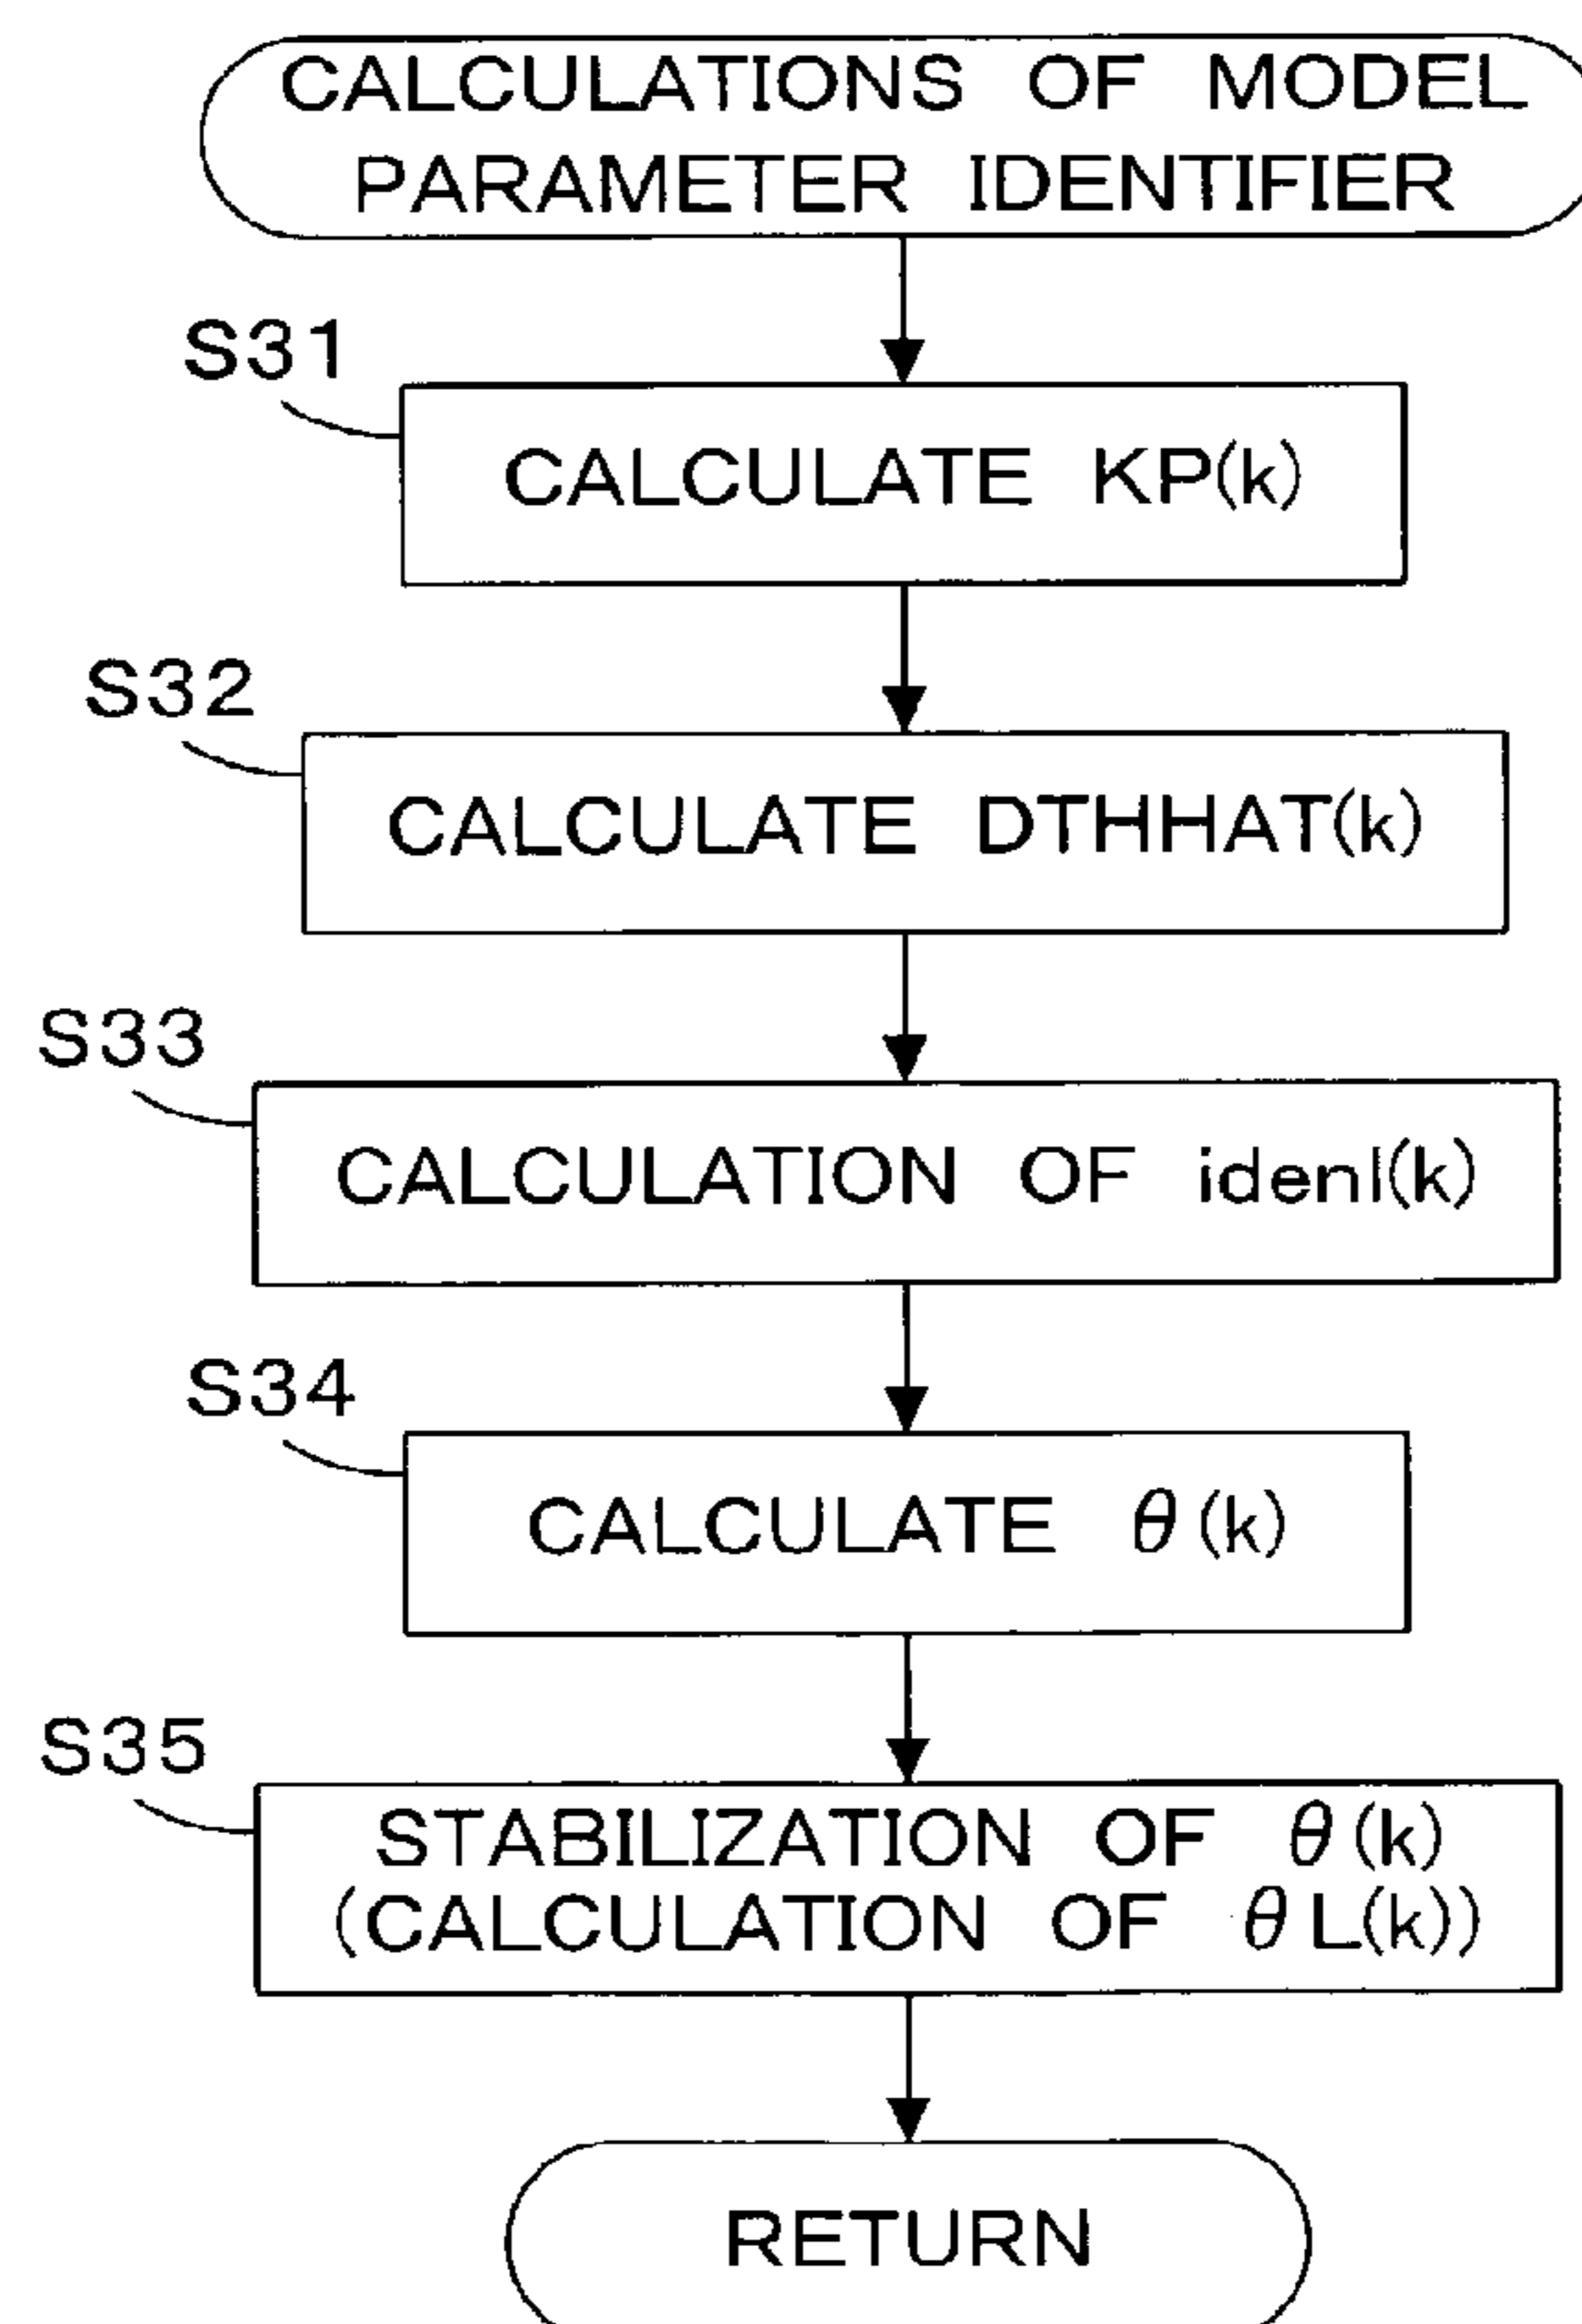 CALCULATIONS OF MODEL
PARAMETER IDENTIFIER
S31
CALCULATE KP(k)
S32
CALCULATE DTHHAT(k)
S33
CALCULATION OF idenl(k)
S34
CALCULATE θ(k)
S35
STABILIZATION OF θ(k)
(CALCULATION OF θL(k))
RETURN